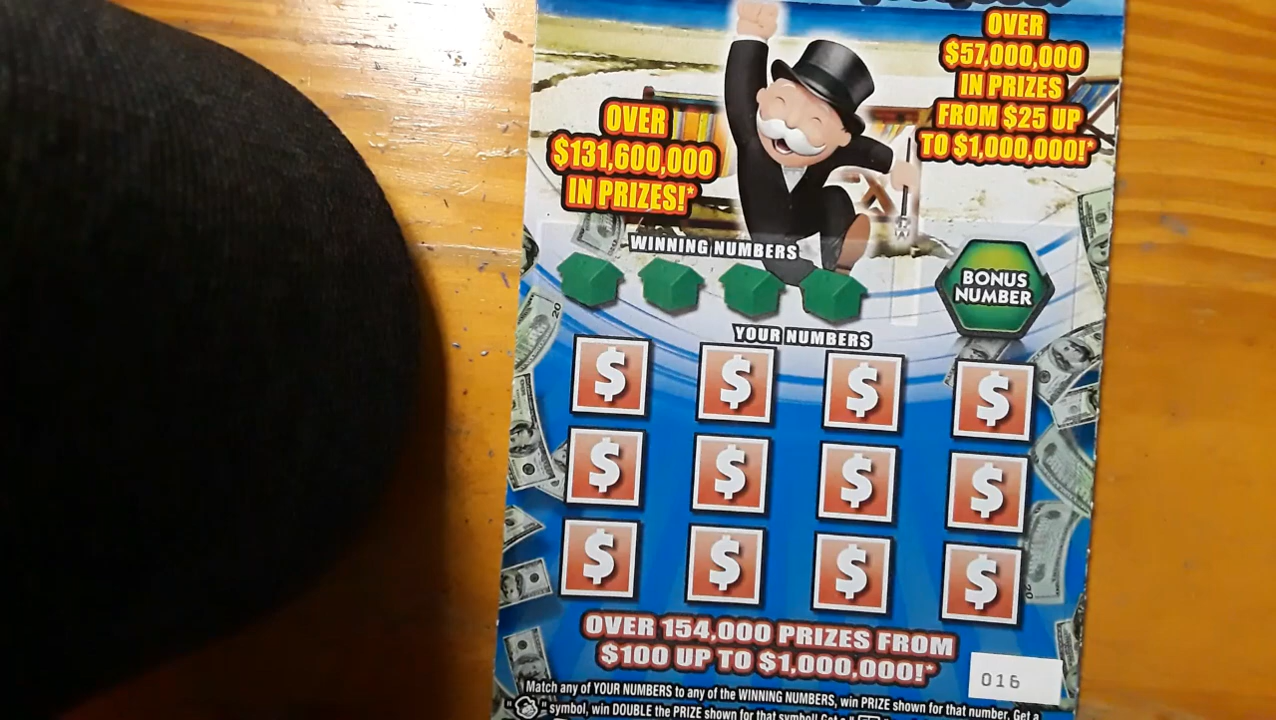 OVER
$57,000,000
IN PRIZES
FROM $25 UP
TO $1,000,000!*
OVER
$131,600,000
IN PRIZES!*
WINNING NUMBERS
BONUS
NUMBER
YOUR NUMBERS
$ $ $ $
$ $ $ $
$ $ $ $
OVER 154,000 PRIZES FROM
$100 UP TO $1,000,000!*
016
Match any of YOUR NUMBERS to any of the WINNING NUMBERS, win PRIZE shown for that number. Get a
" " symbol, win DOUBLE the PRIZE shown for that symbol! Get a "